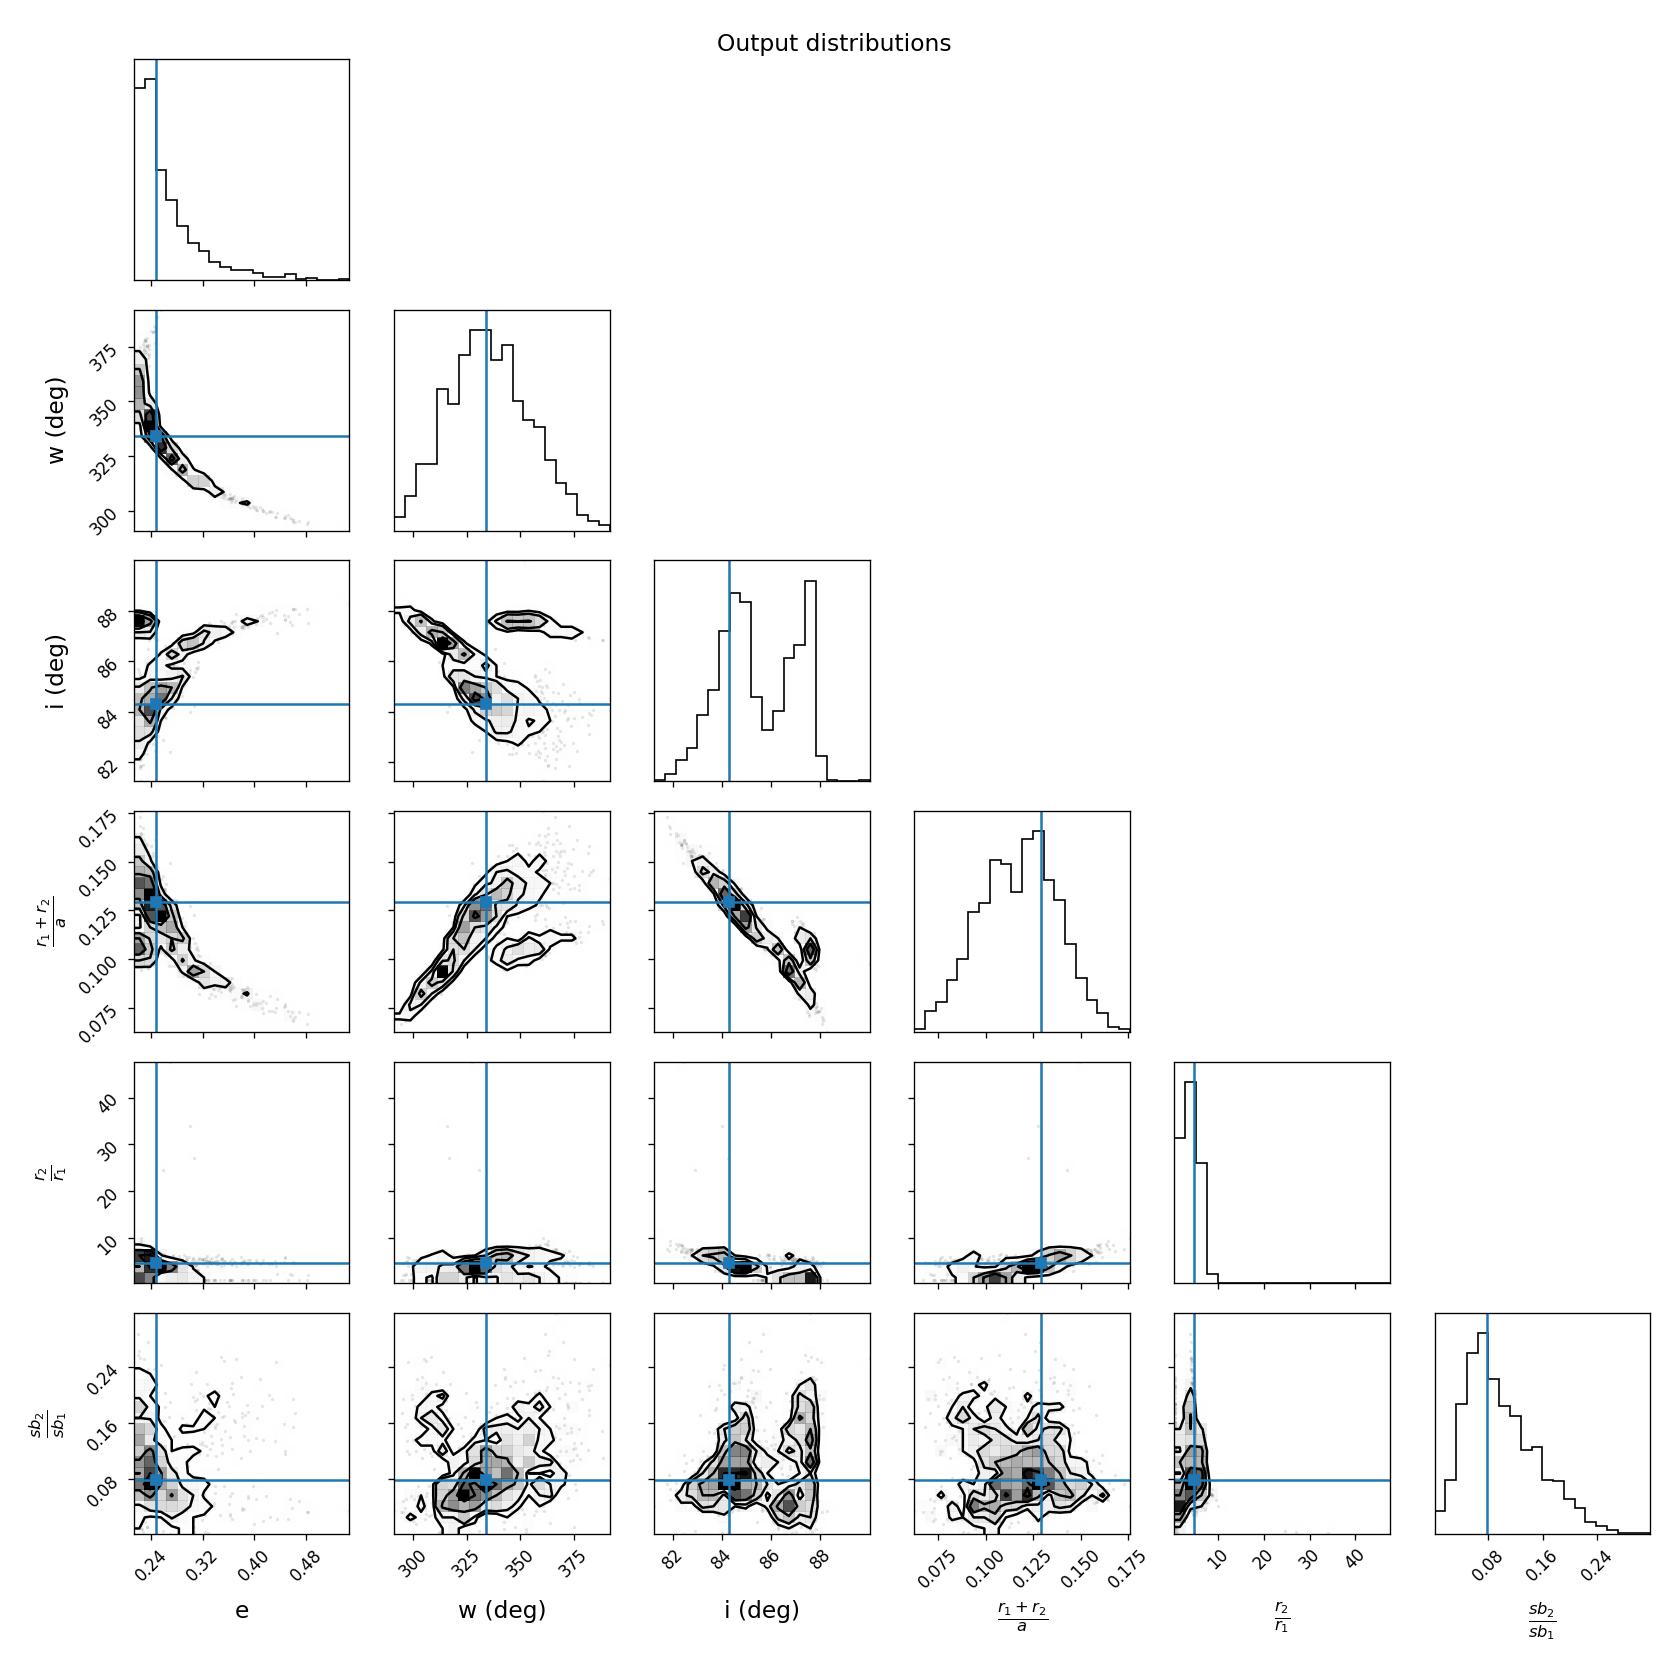 Output distributions
w (deg)
375
350
325
300
i (deg)
88
86
84
82
r₁ + r₂
a
0.175
0.150
0.125
0.100
0.075
r₂
r₁
40
30
20
10
sb₂
sb₁
0.24
0.16
0.08
0.24 0.32 0.40 0.48
300 325 350 375
82 84 86 88
0.075 0.100 0.125 0.150 0.175
10 20 30 40
0.08 0.16 0.24
e
w (deg)
i (deg)
r₁ + r₂
a
r₂
r₁
sb₂
sb₁